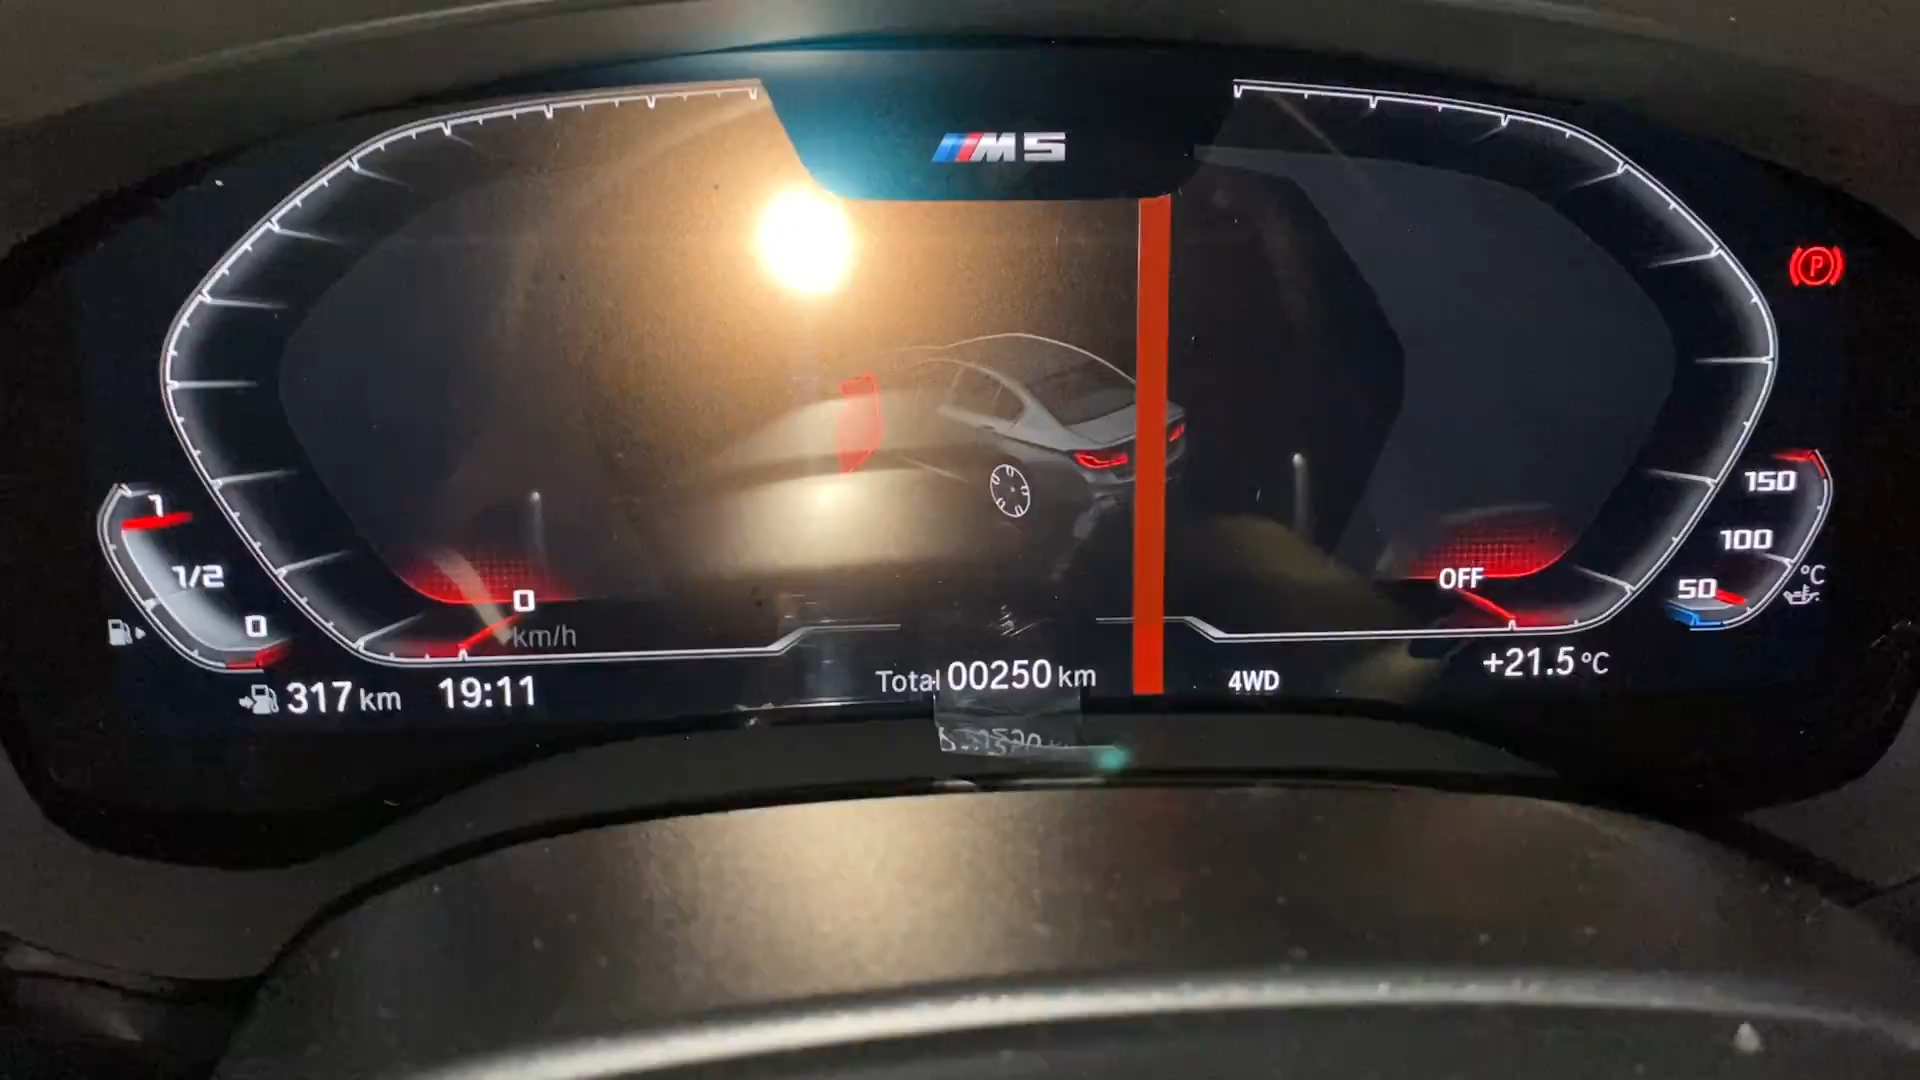 M5
1
1/2
0
0
km/h
317 km
19:11
Total 00250 km
4WD
+21.5 °C
OFF
150
100
50
°C
P